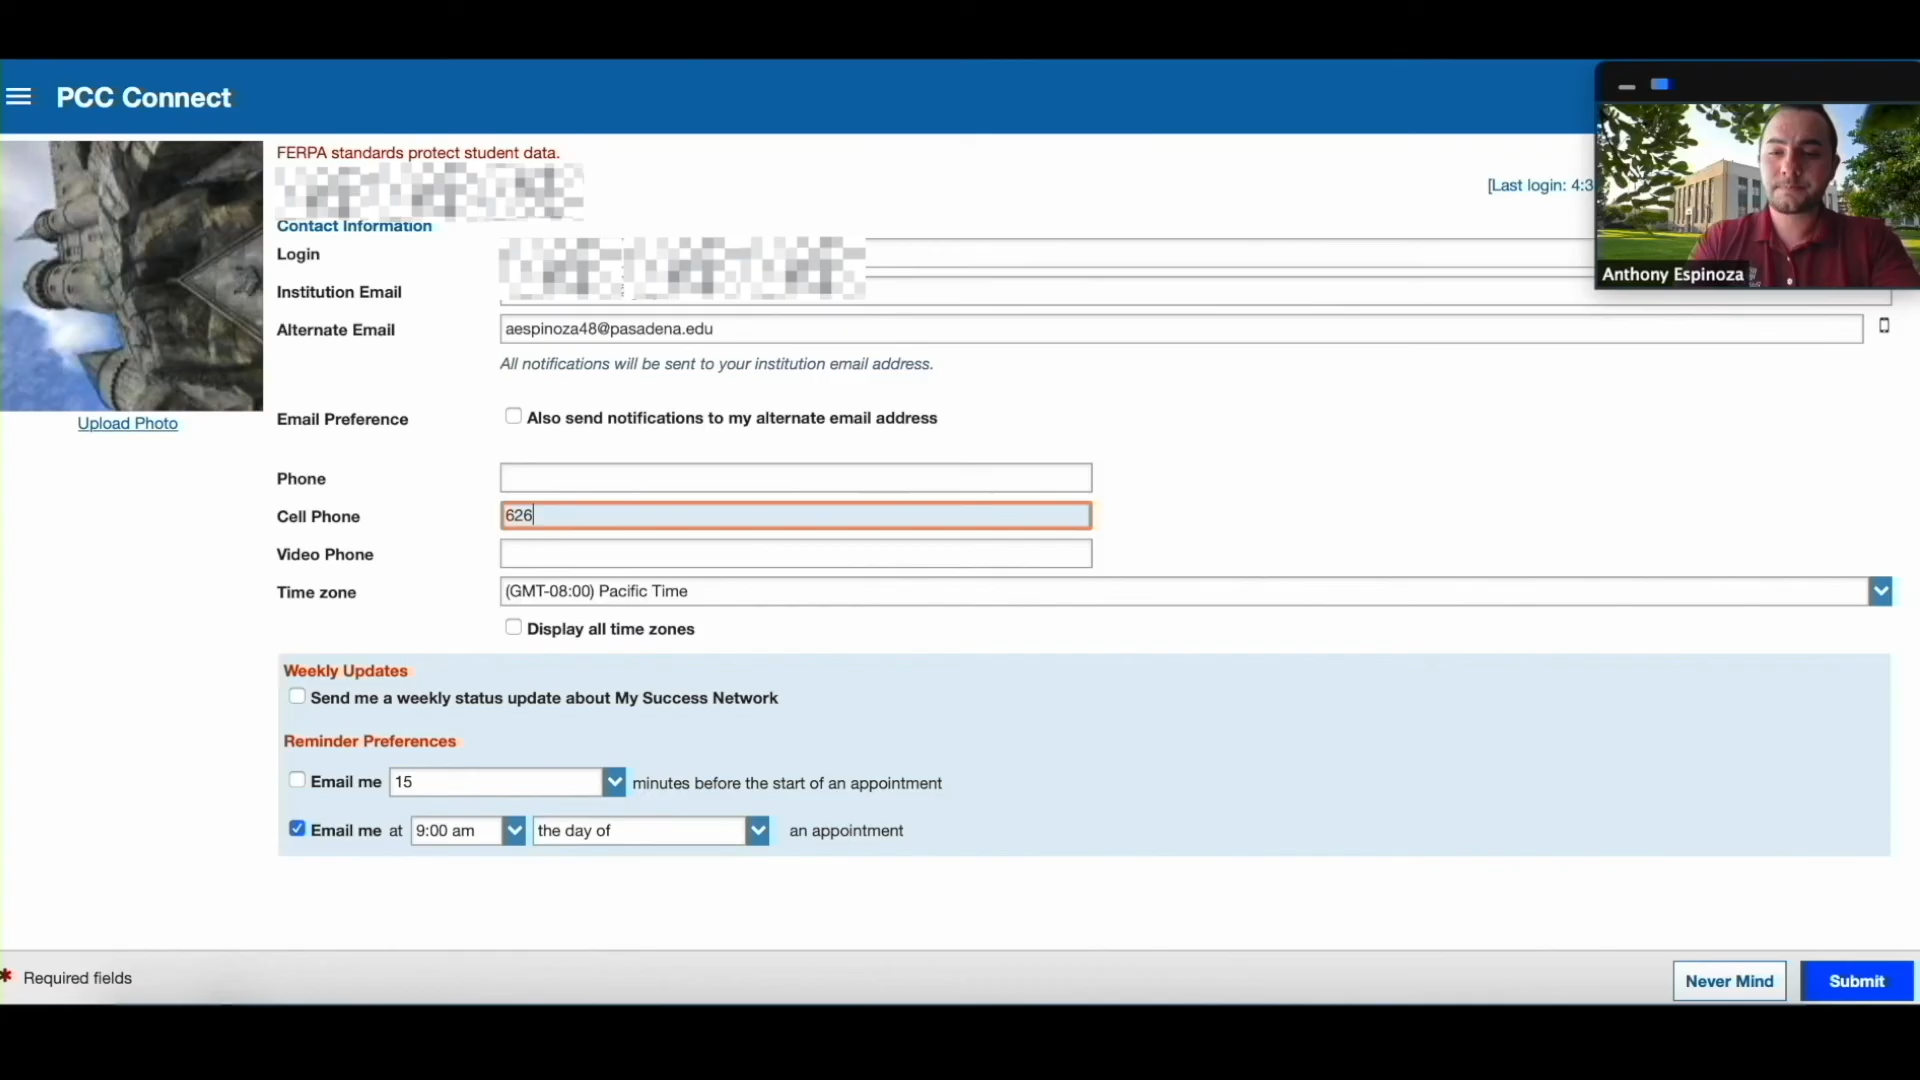 PCC Connect
FERPA standards protect student data.
[Last login: 4:3
Contact Information
Login
Institution Email
Alternate Email
aespinoza48@pasadena.edu
All notifications will be sent to your institution email address.
Email Preference
Also send notifications to my alternate email address
Upload Photo
Phone
Cell Phone
626
Video Phone
Time zone
(GMT-08:00) Pacific Time
Display all time zones
Weekly Updates
Send me a weekly status update about My Success Network
Reminder Preferences
Email me 15 minutes before the start of an appointment
Email me at 9:00 am the day of an appointment
* Required fields
Never Mind
Submit
Anthony Espinoza